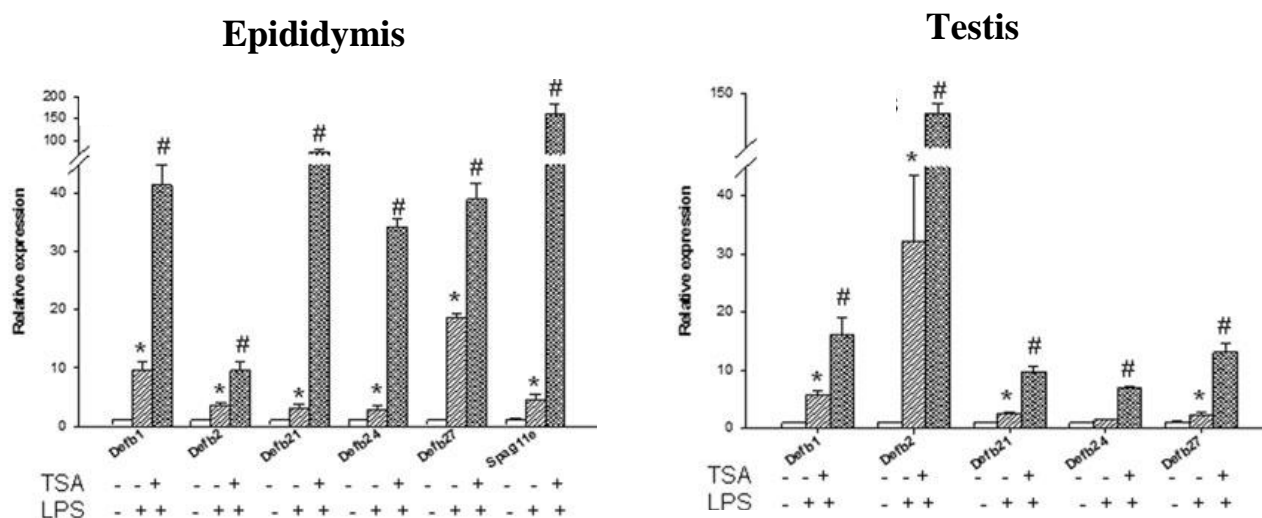 Epididymis
Testis
Relative expression
200
150
100
40
30
20
10
0
# # # # # #
* * * * * *
Defb1 Defb2 Defb21 Defb24 Defb27 Spag11e
TSA - - + - - + - - + - - + - - + - - +
LPS - + + - + + - + + - + + - + + - + +
Relative expression
150
40
30
20
10
0
s
# # # # #
* * * *
Defb1 Defb2 Defb21 Defb24 Defb27
TSA - - + - - + - - + - - + - - +
LPS - + + - + + - + + - + + - + +